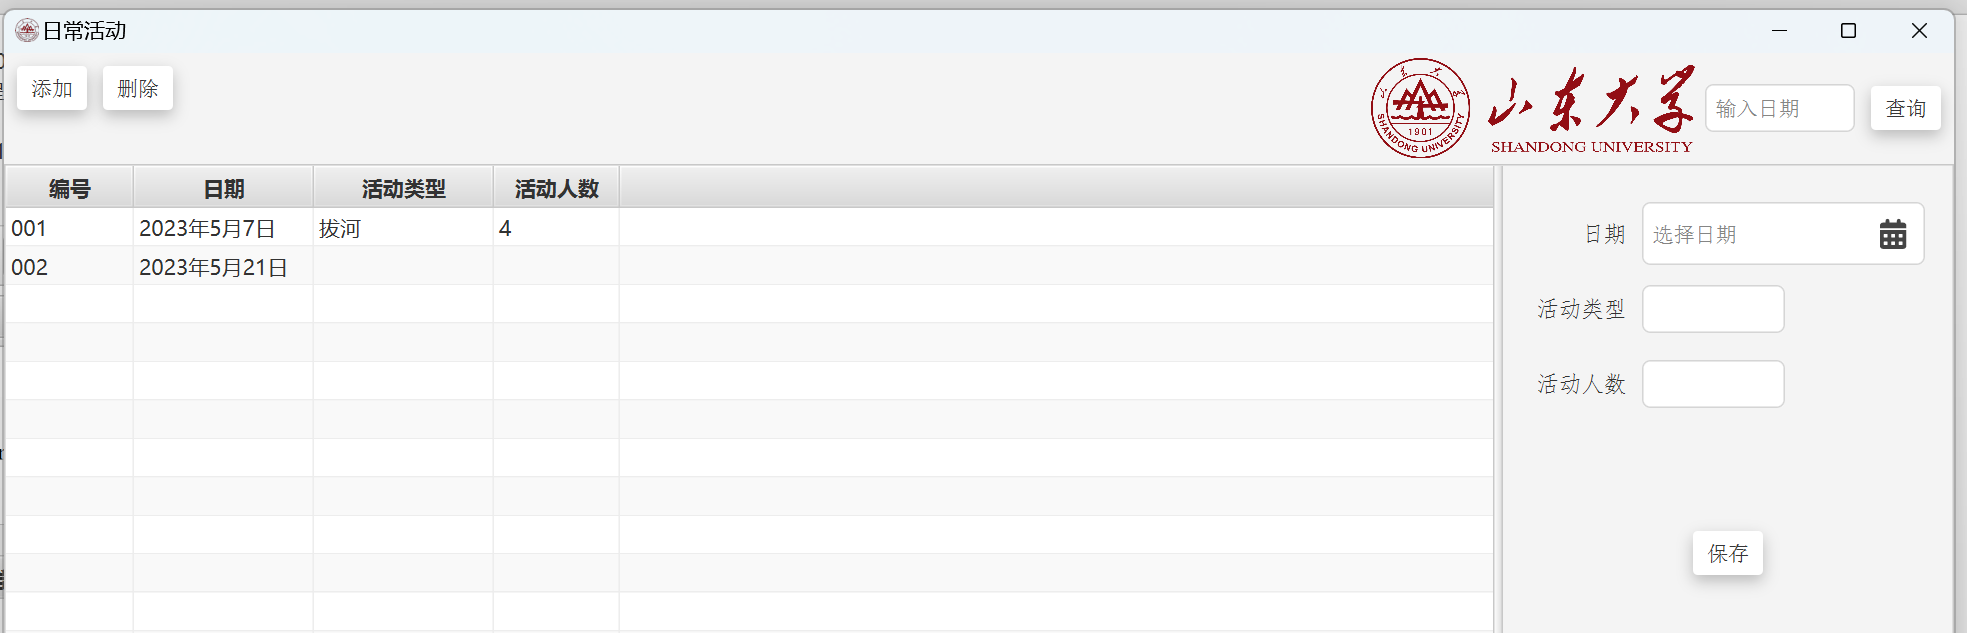 日常活动
添加 删除
山东大学
SHANDONG UNIVERSITY
1901
SHANDONG UNIVERSITY
输入日期 查询
编号 日期 活动类型 活动人数
001 2023年5月7日 拔河 4
002 2023年5月21日
日期 选择日期
活动类型
活动人数
保存